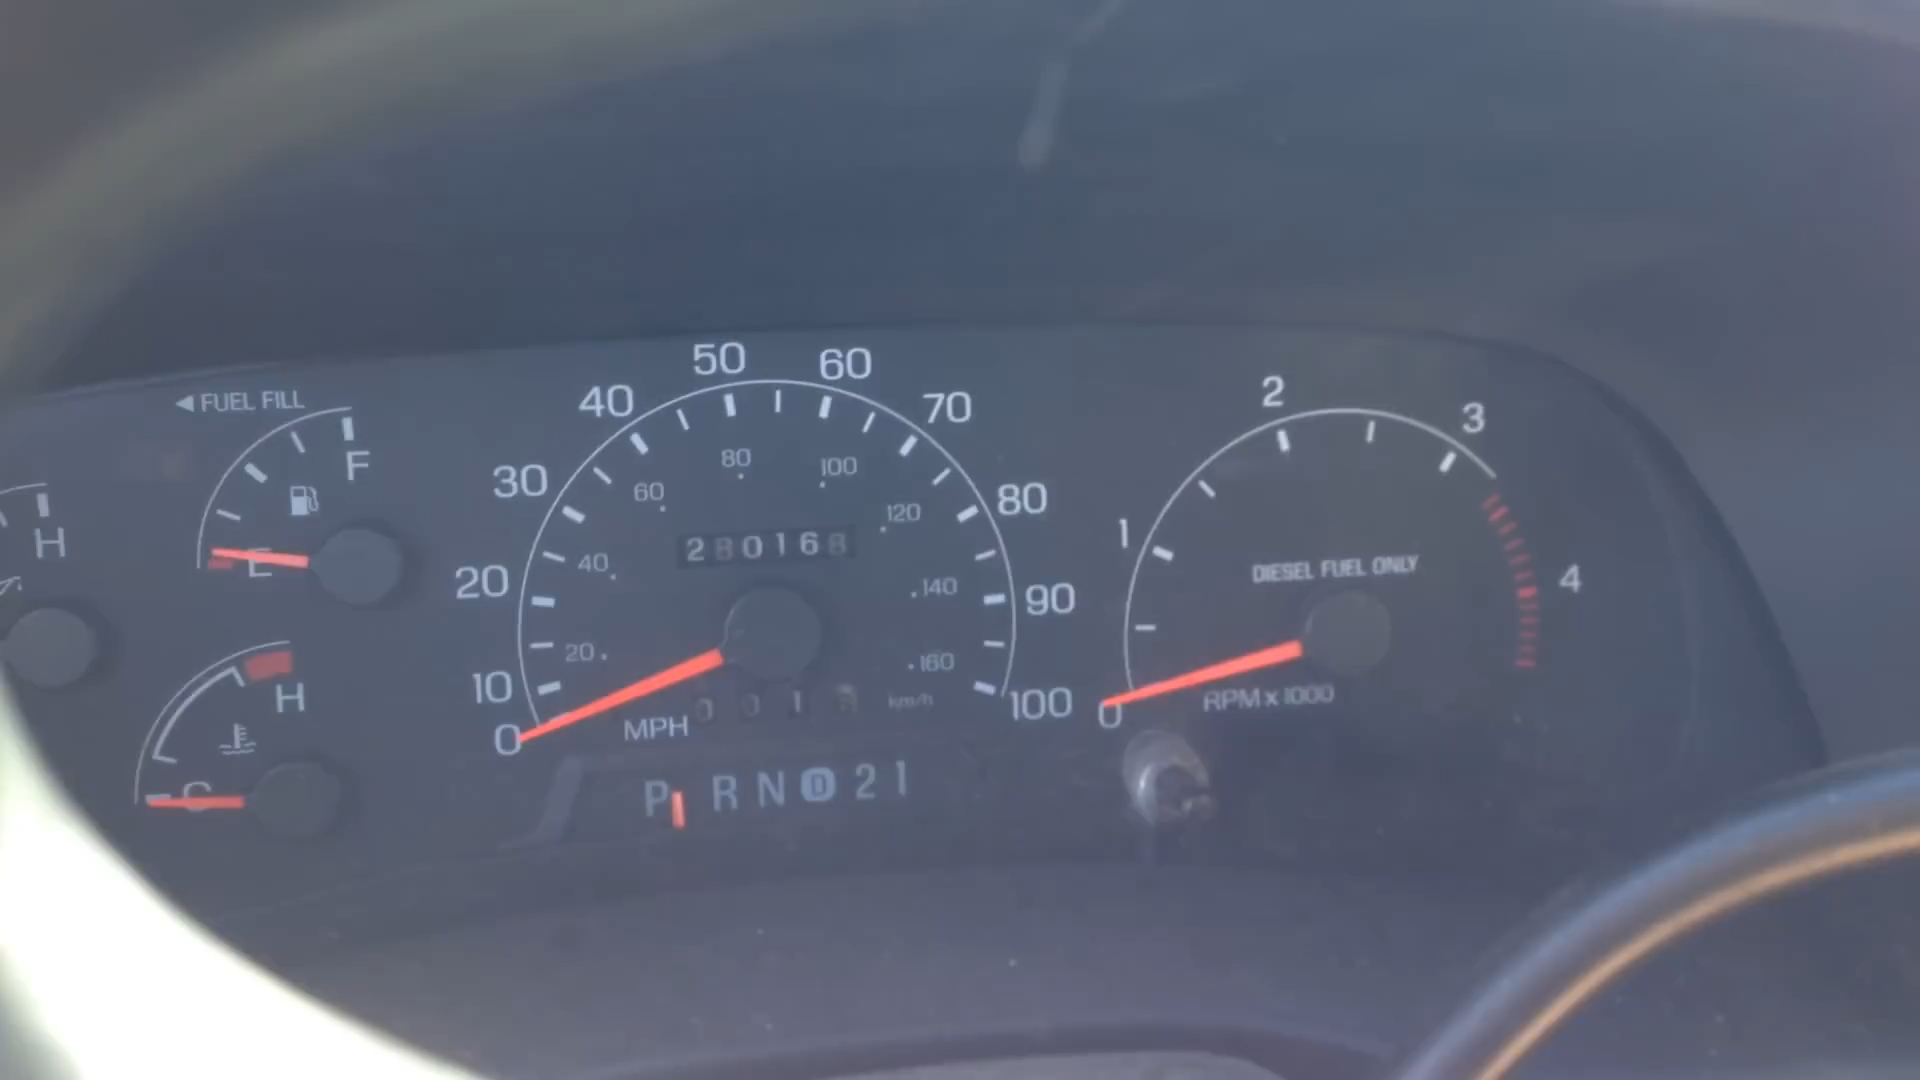 ◄ FUEL FILL
F
E
H
H
C
0 10 20 30 40 50 60 70 80 90 100
20 40 60 80 100 120 140 160
280168
MPH
km/h
P R N D 2 1
0 1 2 3 4
DIESEL FUEL ONLY
RPM x 1000